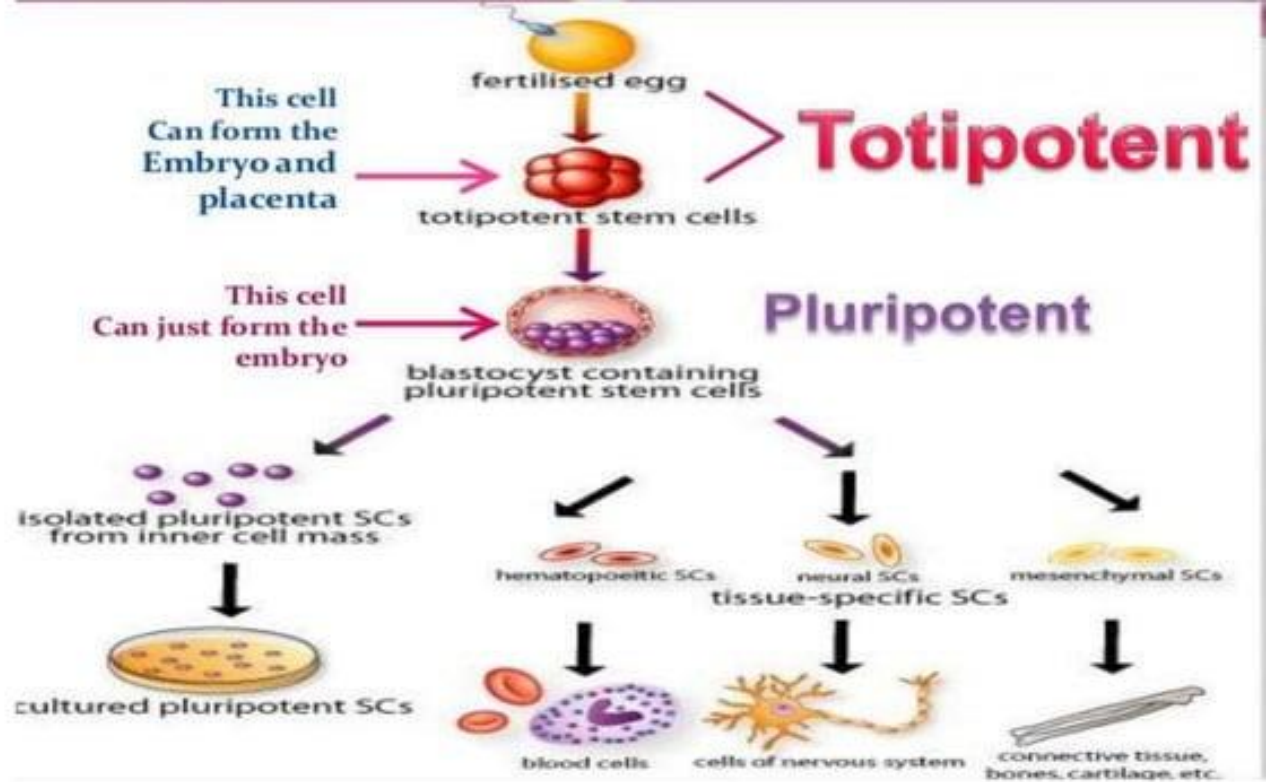 fertilised egg
This cell
Can form the
Embryo and
placenta
Totipotent
totipotent stem cells
This cell
Can just form the
embryo
Pluripotent
blastocyst containing
pluripotent stem cells
isolated pluripotent SCs
from inner cell mass
hematopoeitic SCs
neural SCs
mesenchymal SCs
tissue-specific SCs
cultured pluripotent SCs
blood cells
cells of nervous system
connective tissue,
bones, cartilage, etc.